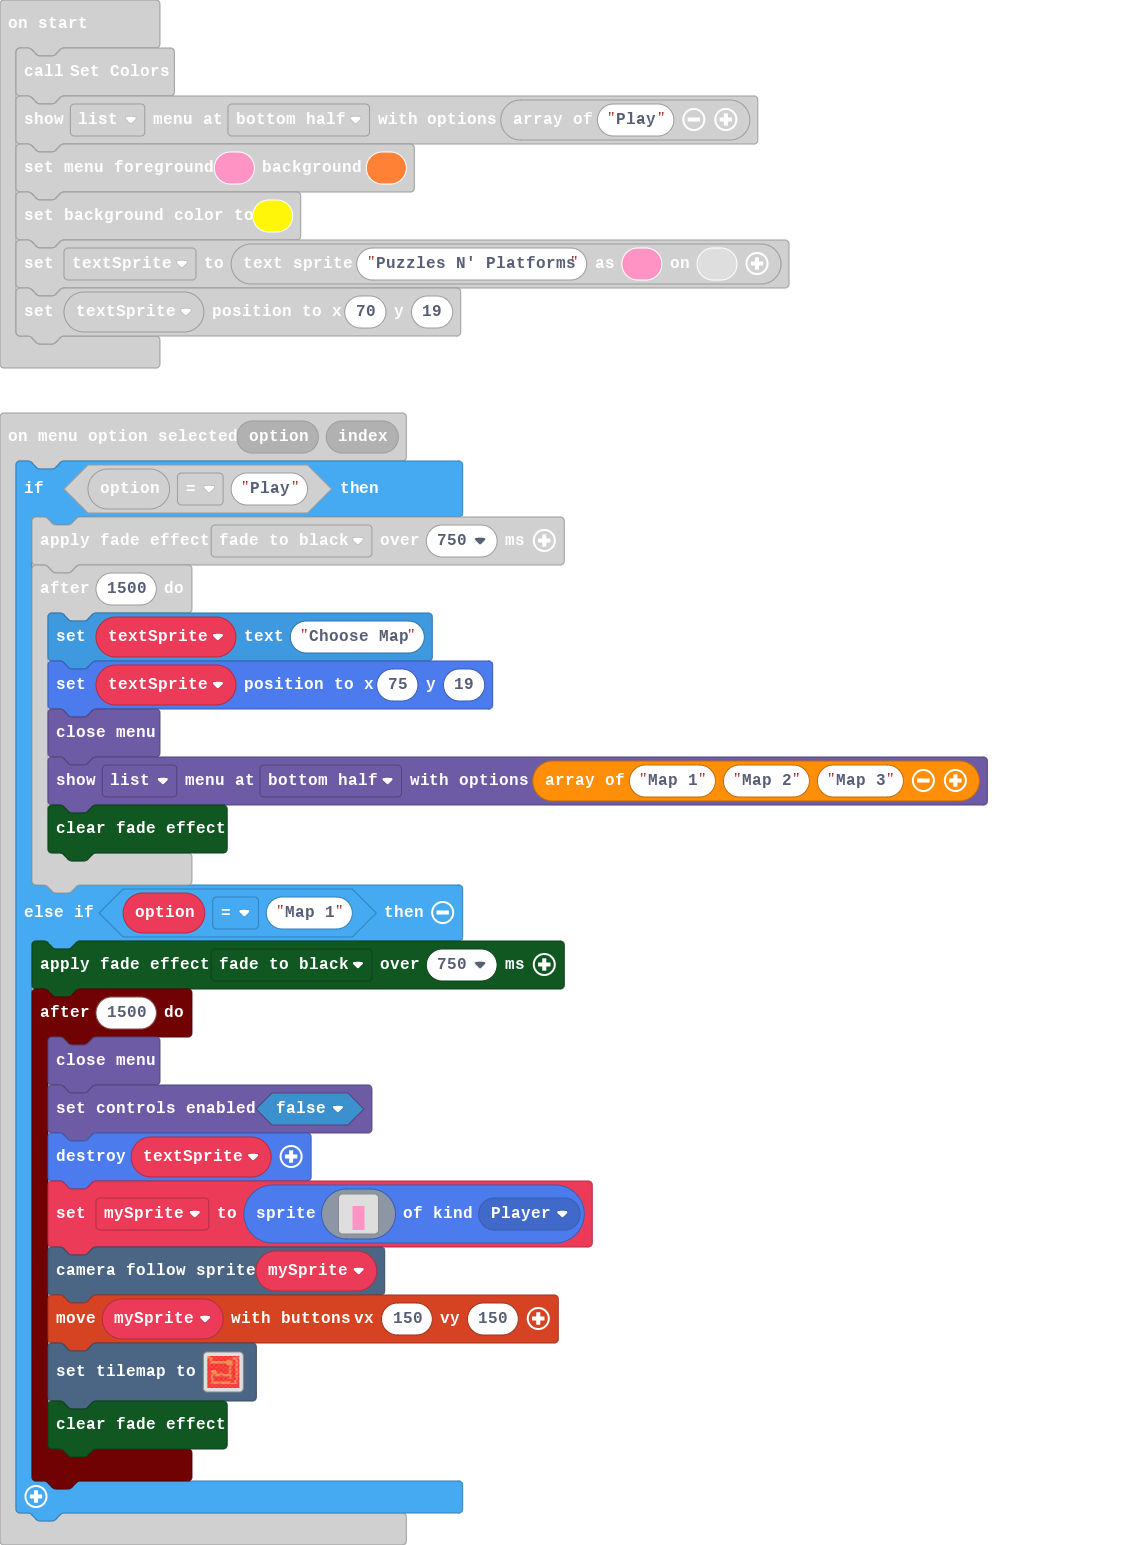 on start
call Set Colors
show list menu at bottom half with options array of "Play"
set menu foreground background
set background color to
set textSprite to text sprite "Puzzles N' Platforms" as on
set textSprite position to x 70 y 19
on menu option selected option index
if option = "Play" then
apply fade effect fade to black over 750 ms
after 1500 do
set textSprite text "Choose Map"
set textSprite position to x 75 y 19
close menu
show list menu at bottom half with options array of "Map 1" "Map 2" "Map 3"
clear fade effect
else if option = "Map 1" then
apply fade effect fade to black over 750 ms
after 1500 do
close menu
set controls enabled false
destroy textSprite
set mySprite to sprite of kind Player
camera follow sprite mySprite
move mySprite with buttons vx 150 vy 150
set tilemap to
clear fade effect